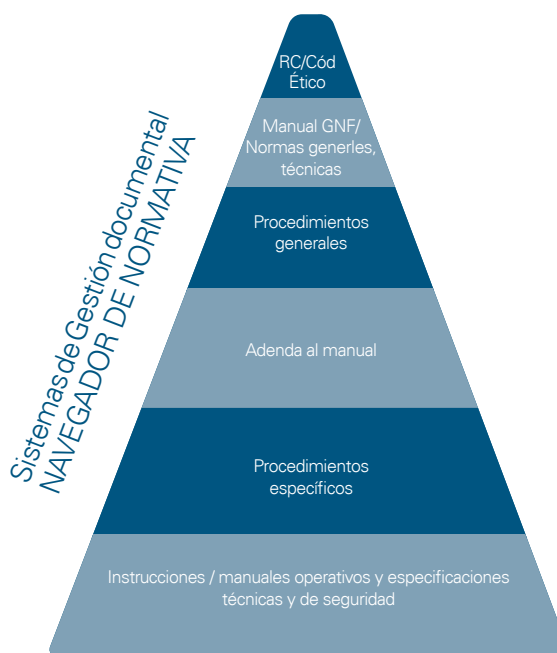 Sistemas de Gestión documental
NAVEGADOR DE NORMATIVA
RC/Cód
Ético
Manual GNF/
Normas generles,
técnicas
Procedimientos
generales
Adenda al manual
Procedimientos
específicos
Instrucciones / manuales operativos y especificaciones
técnicas y de seguridad